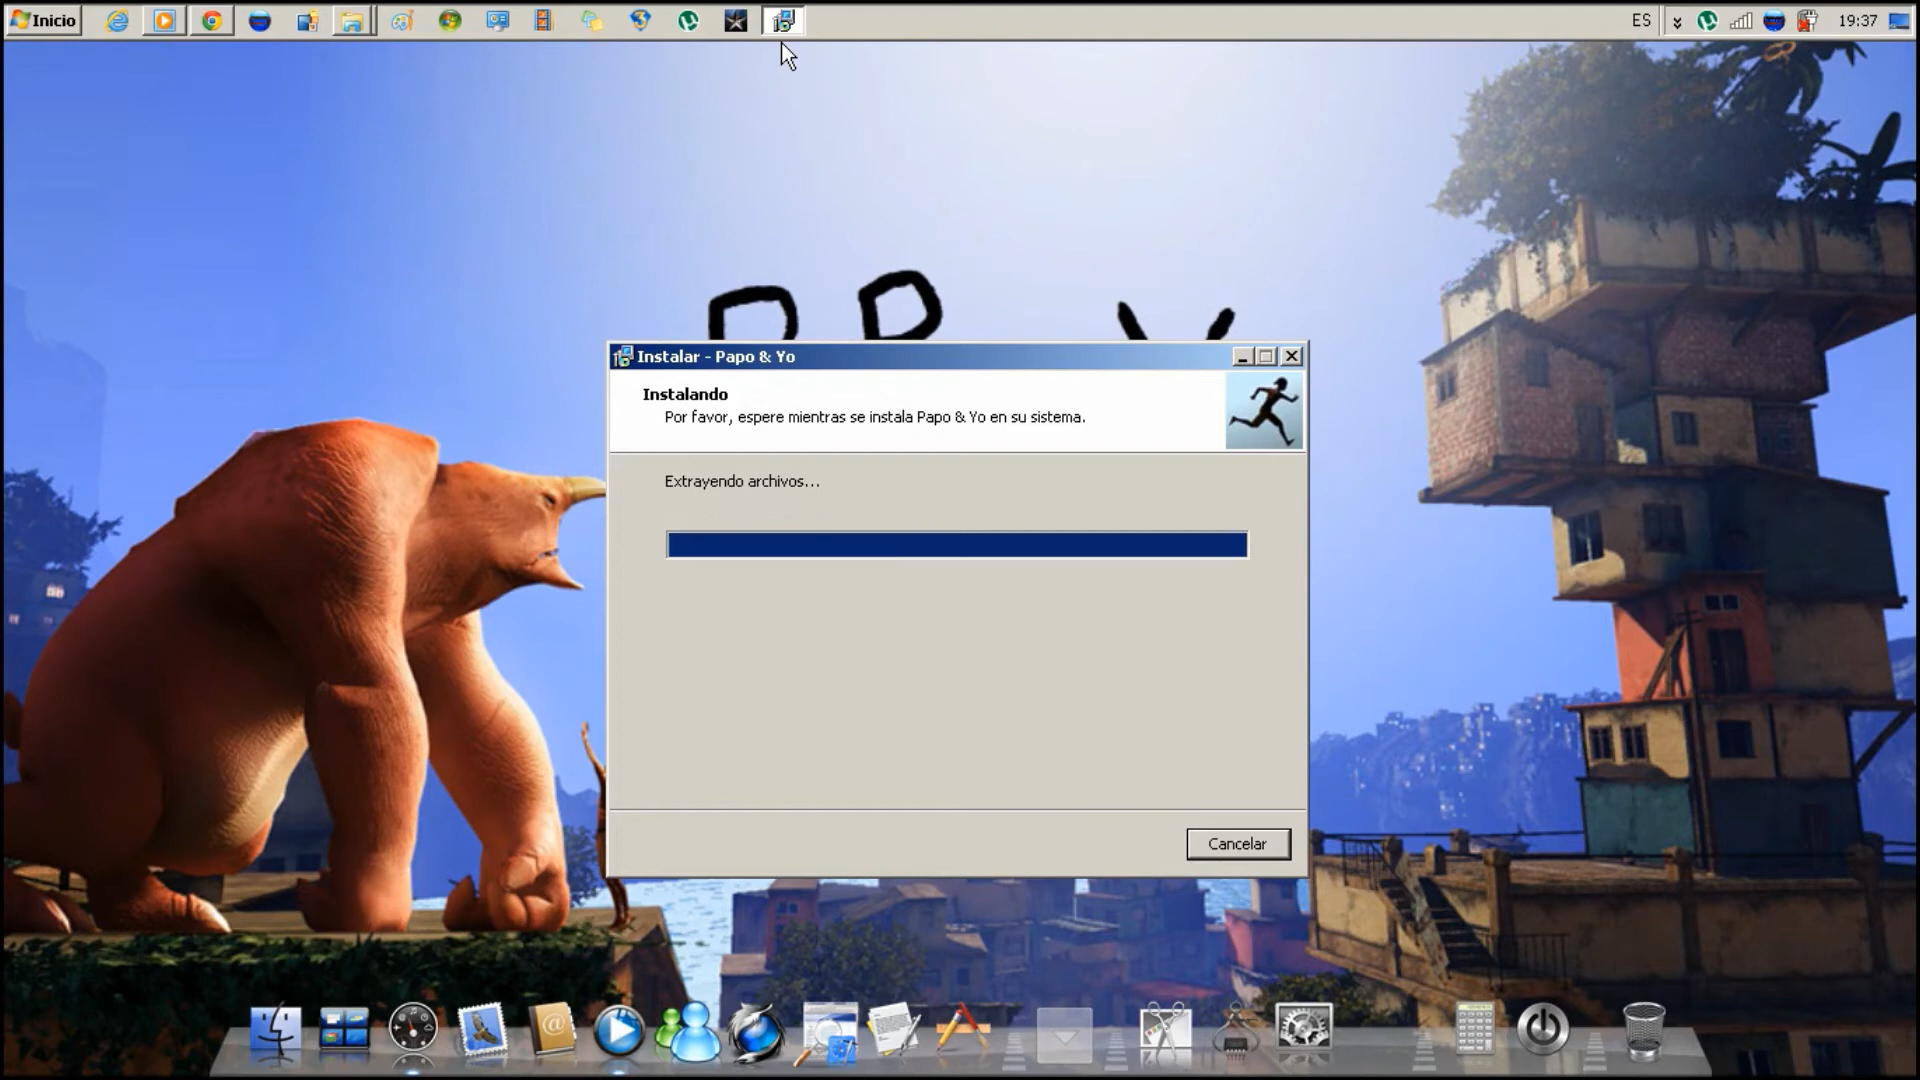 Inicio
ES
19:37
Instalar - Papo & Yo
Instalando
Por favor, espere mientras se instala Papo & Yo en su sistema.
Extrayendo archivos...
Cancelar